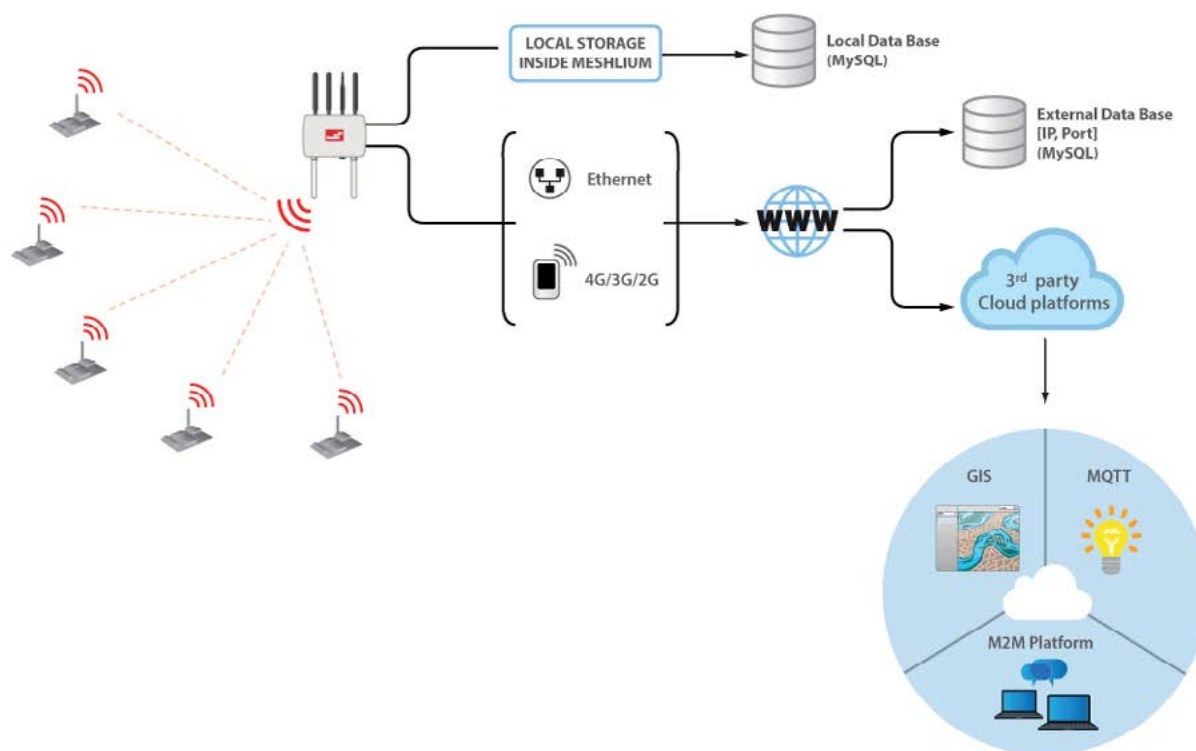 LOCAL STORAGE
INSIDE MESHLIUM
Local Data Base
(MySQL)
External Data Base
[IP, Port]
(MySQL)
Ethernet
4G/3G/2G
WWW
3rd party
Cloud platforms
GIS
MQTT
M2M Platform